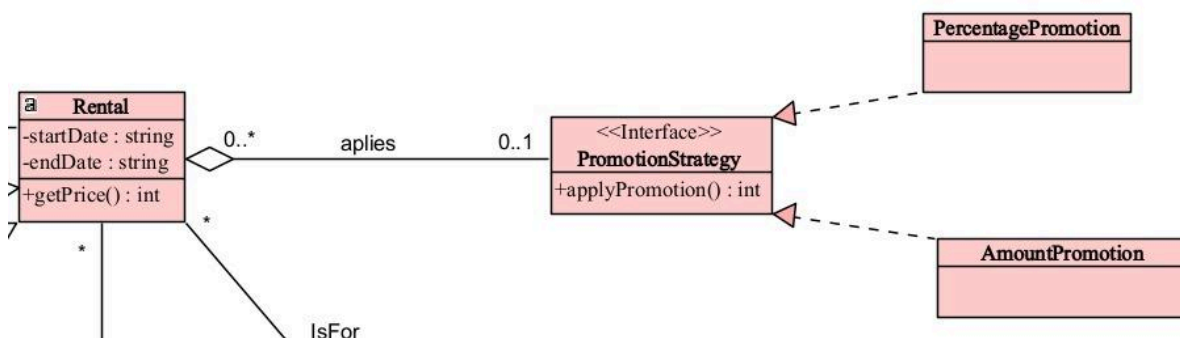 PercentagePromotion
a Rental
-startDate : string
-endDate : string
+getPrice() : int
0..*
aplies
0..1
<<Interface>>
PromotionStrategy
+applyPromotion() : int
*
*
AmountPromotion
IsFor